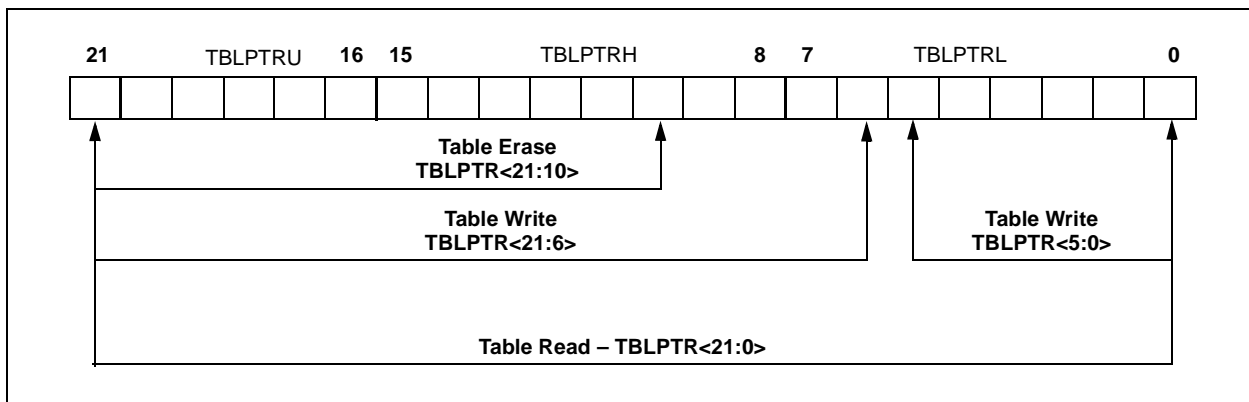 21 TBLPTRU 16 15 TBLPTRH 8 7 TBLPTRL 0
Table Erase
TBLPTR<21:10>
Table Write
TBLPTR<21:6>
Table Write
TBLPTR<5:0>
Table Read – TBLPTR<21:0>